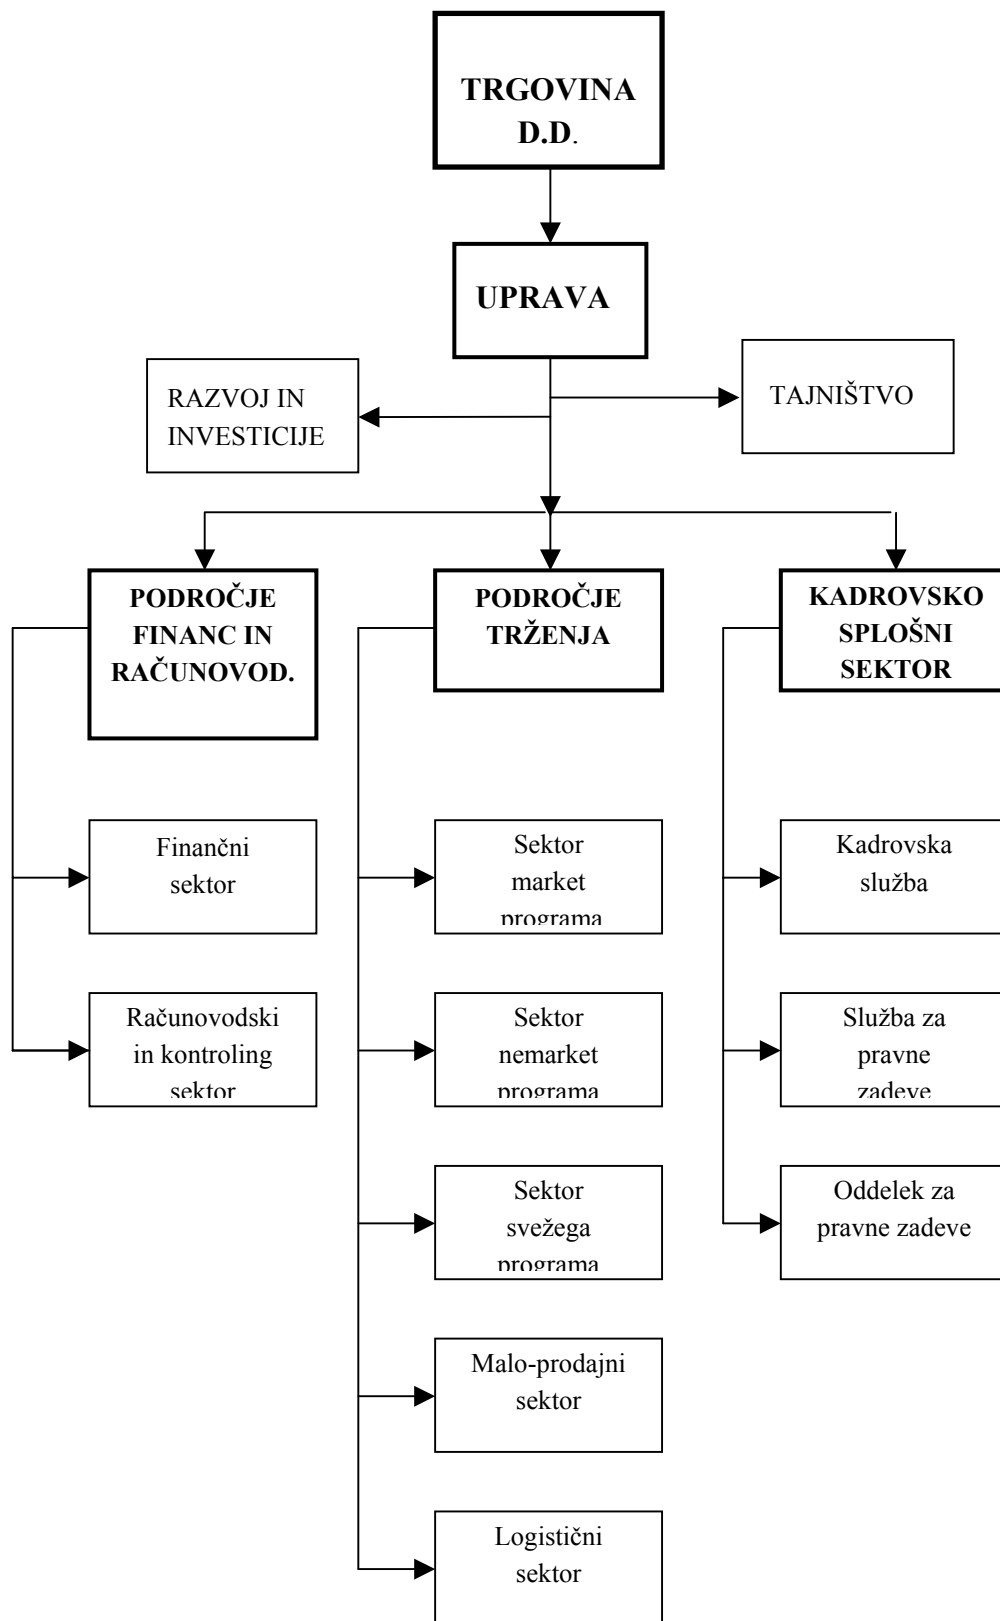 TRGOVINA
D.D.
UPRAVA
RAZVOJ IN
INVESTICIJE
TAJNIŠTVO
PODROČJE
FINANC IN
RAČUNOVOD.
PODROČJE
TRŽENJA
KADROVSKO
SPLOŠNI
SEKTOR
Finančni
sektor
Računovodski
in kontroling
sektor
Sektor
market
programa
Sektor
nemarket
programa
Sektor
svežega
programa
Malo-prodajni
sektor
Logistični
sektor
Kadrovska
služba
Služba za
pravne
zadeve
Oddelek za
pravne zadeve